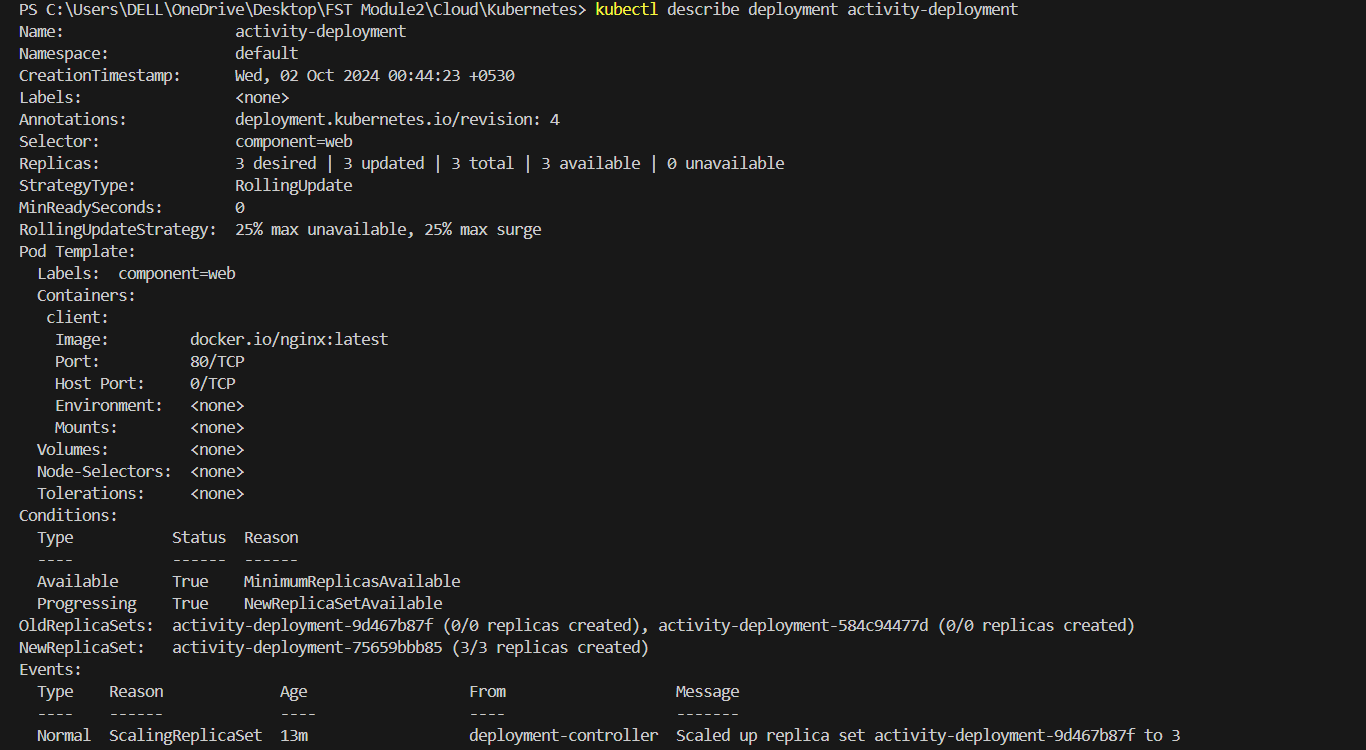 PS C:\Users\DELL\OneDrive\Desktop\FST Module2\Cloud\Kubernetes> kubectl describe deployment activity-deployment
Name:                   activity-deployment
Namespace:              default
CreationTimestamp:      Wed, 02 Oct 2024 00:44:23 +0530
Labels:                 <none>
Annotations:            deployment.kubernetes.io/revision: 4
Selector:               component=web
Replicas:               3 desired | 3 updated | 3 total | 3 available | 0 unavailable
StrategyType:           RollingUpdate
MinReadySeconds:        0
RollingUpdateStrategy:  25% max unavailable, 25% max surge
Pod Template:
  Labels:  component=web
  Containers:
   client:
    Image:         docker.io/nginx:latest
    Port:          80/TCP
    Host Port:     0/TCP
    Environment:   <none>
    Mounts:        <none>
  Volumes:         <none>
  Node-Selectors:  <none>
  Tolerations:     <none>
Conditions:
  Type           Status  Reason
  ----           ------  ------
  Available      True    MinimumReplicasAvailable
  Progressing    True    NewReplicaSetAvailable
OldReplicaSets:  activity-deployment-9d467b87f (0/0 replicas created), activity-deployment-584c94477d (0/0 replicas created)
NewReplicaSet:   activity-deployment-75659bbb85 (3/3 replicas created)
Events:
  Type    Reason             Age                  From                   Message
  ----    ------             ----                 ----                   -------
  Normal  ScalingReplicaSet  13m                  deployment-controller  Scaled up replica set activity-deployment-9d467b87f to 3